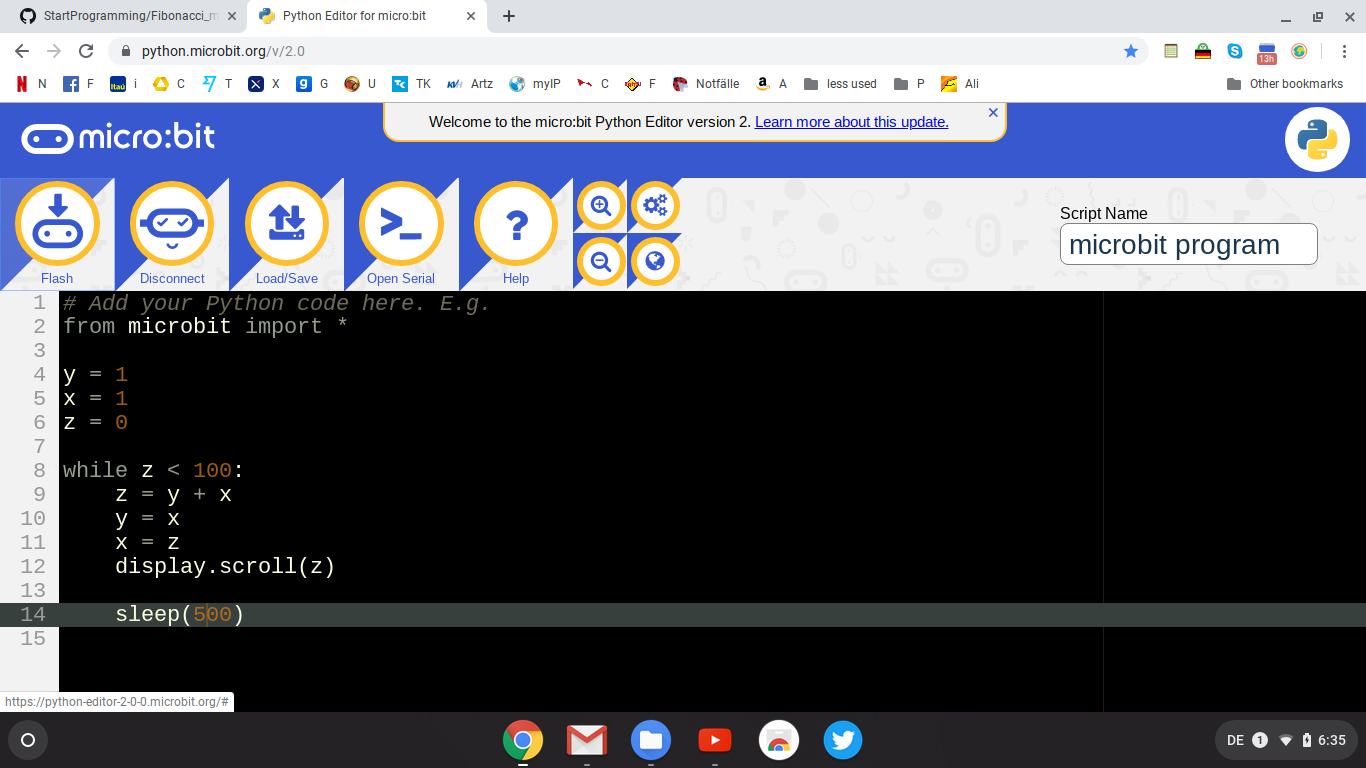 StartProgramming/Fibonacci_m
Python Editor for micro:bit
python.microbit.org/v/2.0
13h
N N
F
Itaú i
C
T
X
g G
U
TK
Artz
myIP
C
F
Notfälle
a A
less used
P
Ali
Other bookmarks
micro:bit
Welcome to the micro:bit Python Editor version 2. Learn more about this update.
Flash
Disconnect
Load/Save
Open Serial
Help
Script Name
microbit program
1 # Add your Python code here. E.g.
2 from microbit import *
3
4 y = 1
5 x = 1
6 z = 0
7
8 while z < 100:
9     z = y + x
10     y = x
11     x = z
12     display.scroll(z)
13
14     sleep(500)
15
https://python-editor-2-0-0.microbit.org/#
DE 1 6:35